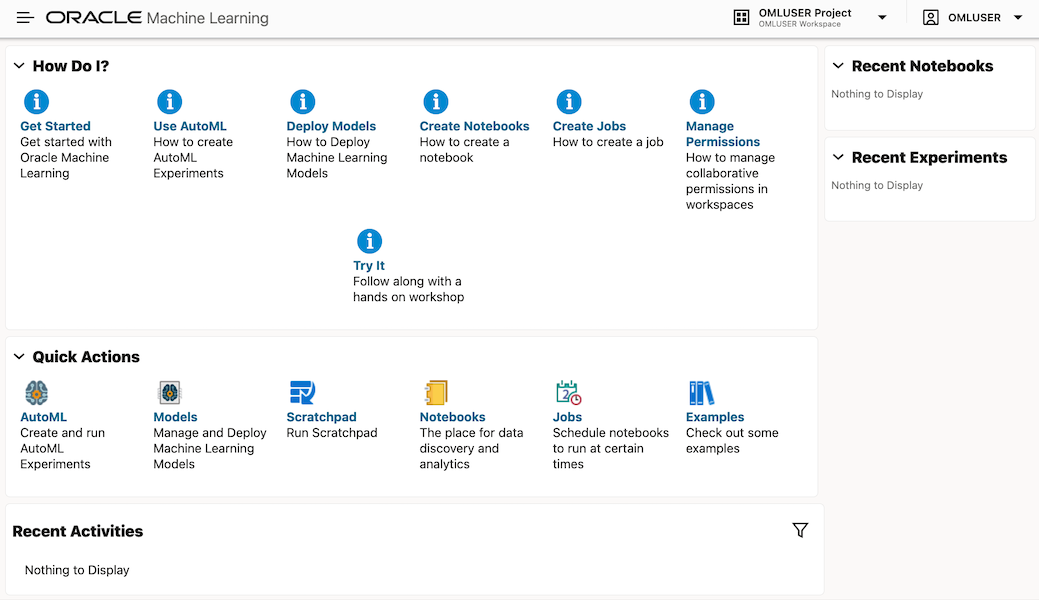 ORACLE Machine Learning
OMLUSER Project
OMLUSER Workspace
OMLUSER
How Do I?
Get Started
Get started with
Oracle Machine
Learning
Use AutoML
How to create
AutoML
Experiments
Deploy Models
How to Deploy
Machine Learning
Models
Create Notebooks
How to create a
notebook
Create Jobs
How to create a job
Manage
Permissions
How to manage
collaborative
permissions in
workspaces
Try It
Follow along with a
hands on workshop
Quick Actions
AutoML
Create and run
AutoML
Experiments
Models
Manage and Deploy
Machine Learning
Models
Scratchpad
Run Scratchpad
Notebooks
The place for data
discovery and
analytics
2
Jobs
Schedule notebooks
to run at certain
times
Examples
Check out some
examples
Recent Activities
Nothing to Display
Recent Notebooks
Nothing to Display
Recent Experiments
Nothing to Display